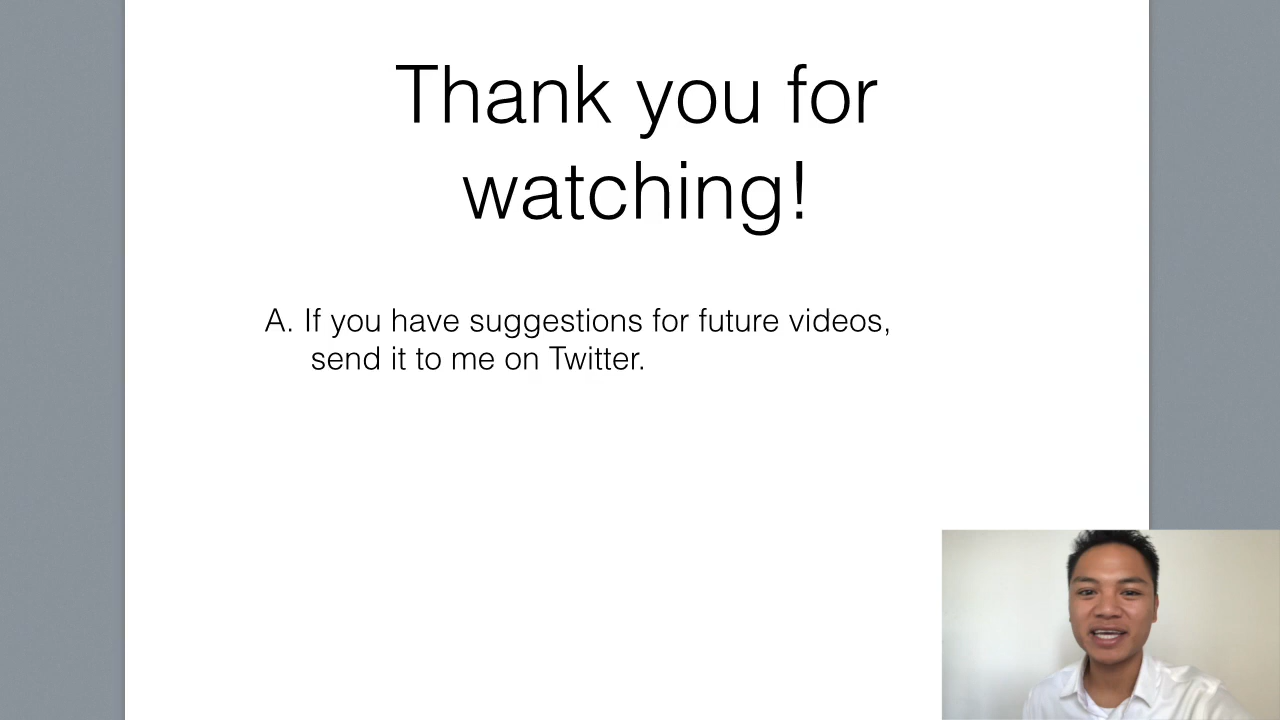 Thank you for
watching!
A. If you have suggestions for future videos,
send it to me on Twitter.